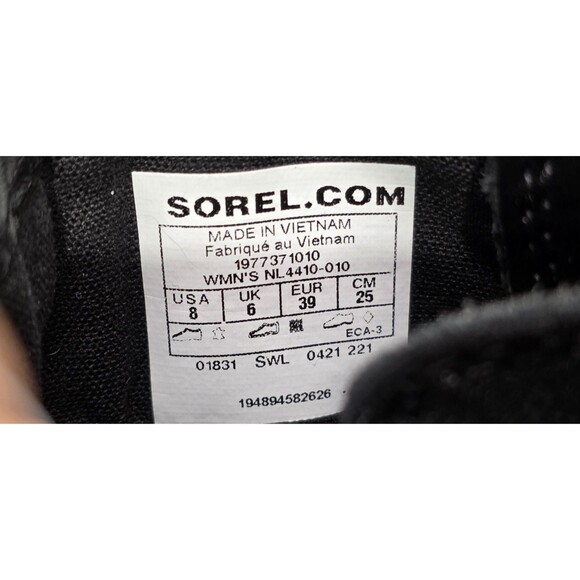 SOREL.COM
MADE IN VIETNAM
Fabriqué au Vietnam
1977371010
WMN'S NL4410-010
USA UK EUR CM
8 6 39 25
ECA-3
01831 SWL 0421 221
194894582626